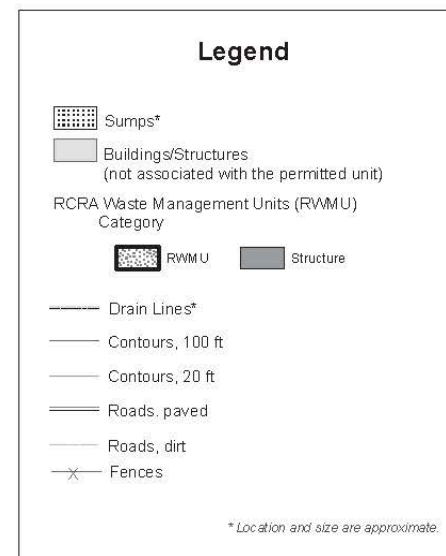 Legend
Sumps*
Buildings/Structures
(not associated with the permitted unit)
RCRA Waste Management Units (RWMU)
Category
RWMU Structure
Drain Lines*
Contours, 100 ft
Contours, 20 ft
Roads. paved
Roads, dirt
Fences
* Location and size are approximate.